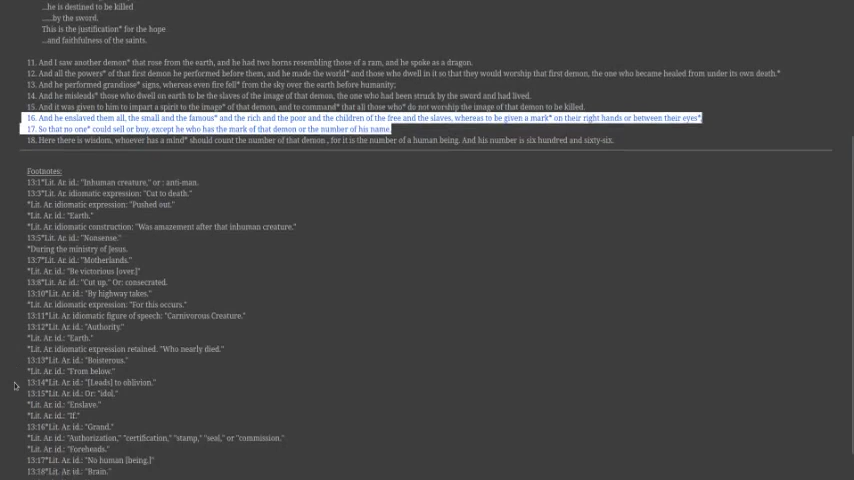 ...he is destined to be killed
......by the sword.
This is the justification* for the hope
...and faithfulness of the saints.
11. And I saw another demon* that rose from the earth, and he had two horns resembling those of a ram, and he spoke as a dragon.
12. And all the powers* of that first demon he performed before them, and he made the world* and those who dwell in it so that they would worship that first demon, the one who became healed from under its own death.*
13. And he performed grandiose* signs, whereas even fire fell* from the sky over the earth before humanity;
14. And he misleads* those who dwell on earth to be the slaves of the image of that demon, the one who had been struck by the sword and had lived.
15. And it was given to him to impart a spirit to the image* of that demon, and to command* that all those who* do not worship the image of that demon to be killed.
16. And he enslaved them all, the small and the famous* and the rich and the poor and the children of the free and the slaves, whereas to be given a mark* on their right hands or between their eyes*,
17. So that no one* could sell or buy, except he who has the mark of that demon or the number of his name.
18. Here there is wisdom, whoever has a mind* should count the number of that demon , for it is the number of a human being. And his number is six hundred and sixty-six.
Footnotes:
13:1*Lit. Ar. id.: "Inhuman creature," or : anti-man.
13:3*Lit. Ar. idiomatic expression: "Cut to death."
*Lit. Ar. idiomatic expression: "Pushed out."
*Lit. Ar. id.: "Earth."
*Lit. Ar. idiomatic construction: "Was amazement after that inhuman creature."
13:5*Lit. Ar. id.: "Nonsense."
*During the ministry of Jesus.
13:7*Lit. Ar. id.: "Motherlands."
*Lit. Ar. id.: "Be victorious [over.]"
13:8*Lit. Ar. id.: "Cut up," Or: consecrated.
13:10*Lit. Ar. id.: "By highway takes."
*Lit. Ar. idiomatic expression: "For this occurs."
13:11*Lit. Ar. idiomatic figure of speech: "Carnivorous Creature."
13:12*Lit. Ar. id.: "Authority."
*Lit. Ar. id.: "Earth."
*Lit. Ar. idiomatic expression retained. "Who nearly died."
13:13*Lit. Ar. id.: "Boisterous."
*Lit. Ar. id.: "From below."
13:14*Lit. Ar. id.: "[Leads] to oblivion."
13:15*Lit. Ar. id.: Or: "idol."
*Lit. Ar. id.: "Enslave."
*Lit. Ar. id.: "If."
13:16*Lit. Ar. id.: "Grand."
*Lit. Ar. id.: "Authorization," "certification," "stamp," "seal," or "commission."
*Lit. Ar. id.: "Foreheads."
13:17*Lit. Ar. id.: "No human [being.]"
13:18*Lit. Ar. id.: "Brain."